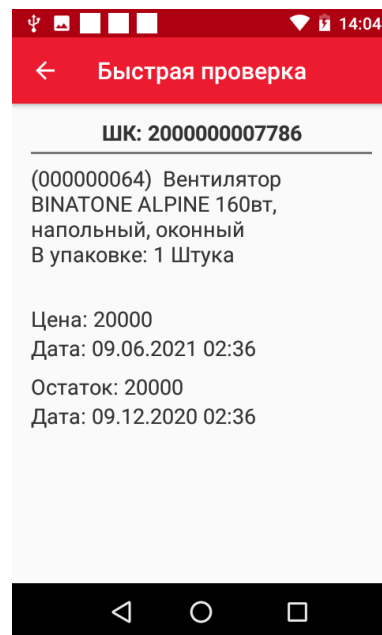 14:04
Быстрая проверка
ШК: 2000000007786
(000000064) Вентилятор
BINATONE ALPINE 160вт,
напольный, оконный
В упаковке: 1 Штука
Цена: 20000
Дата: 09.06.2021 02:36
Остаток: 20000
Дата: 09.12.2020 02:36